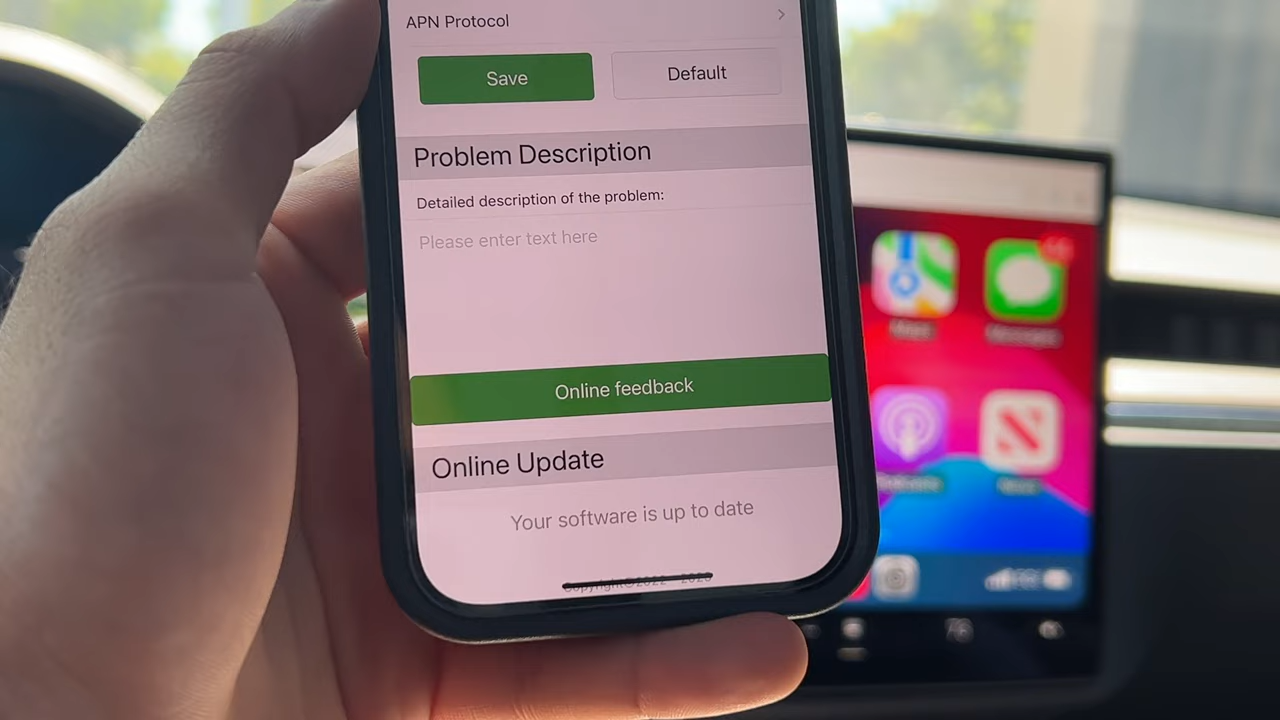 APN Protocol
Save
Default
Problem Description
Detailed description of the problem:
Please enter text here
Online feedback
Online Update
Your software is up to date